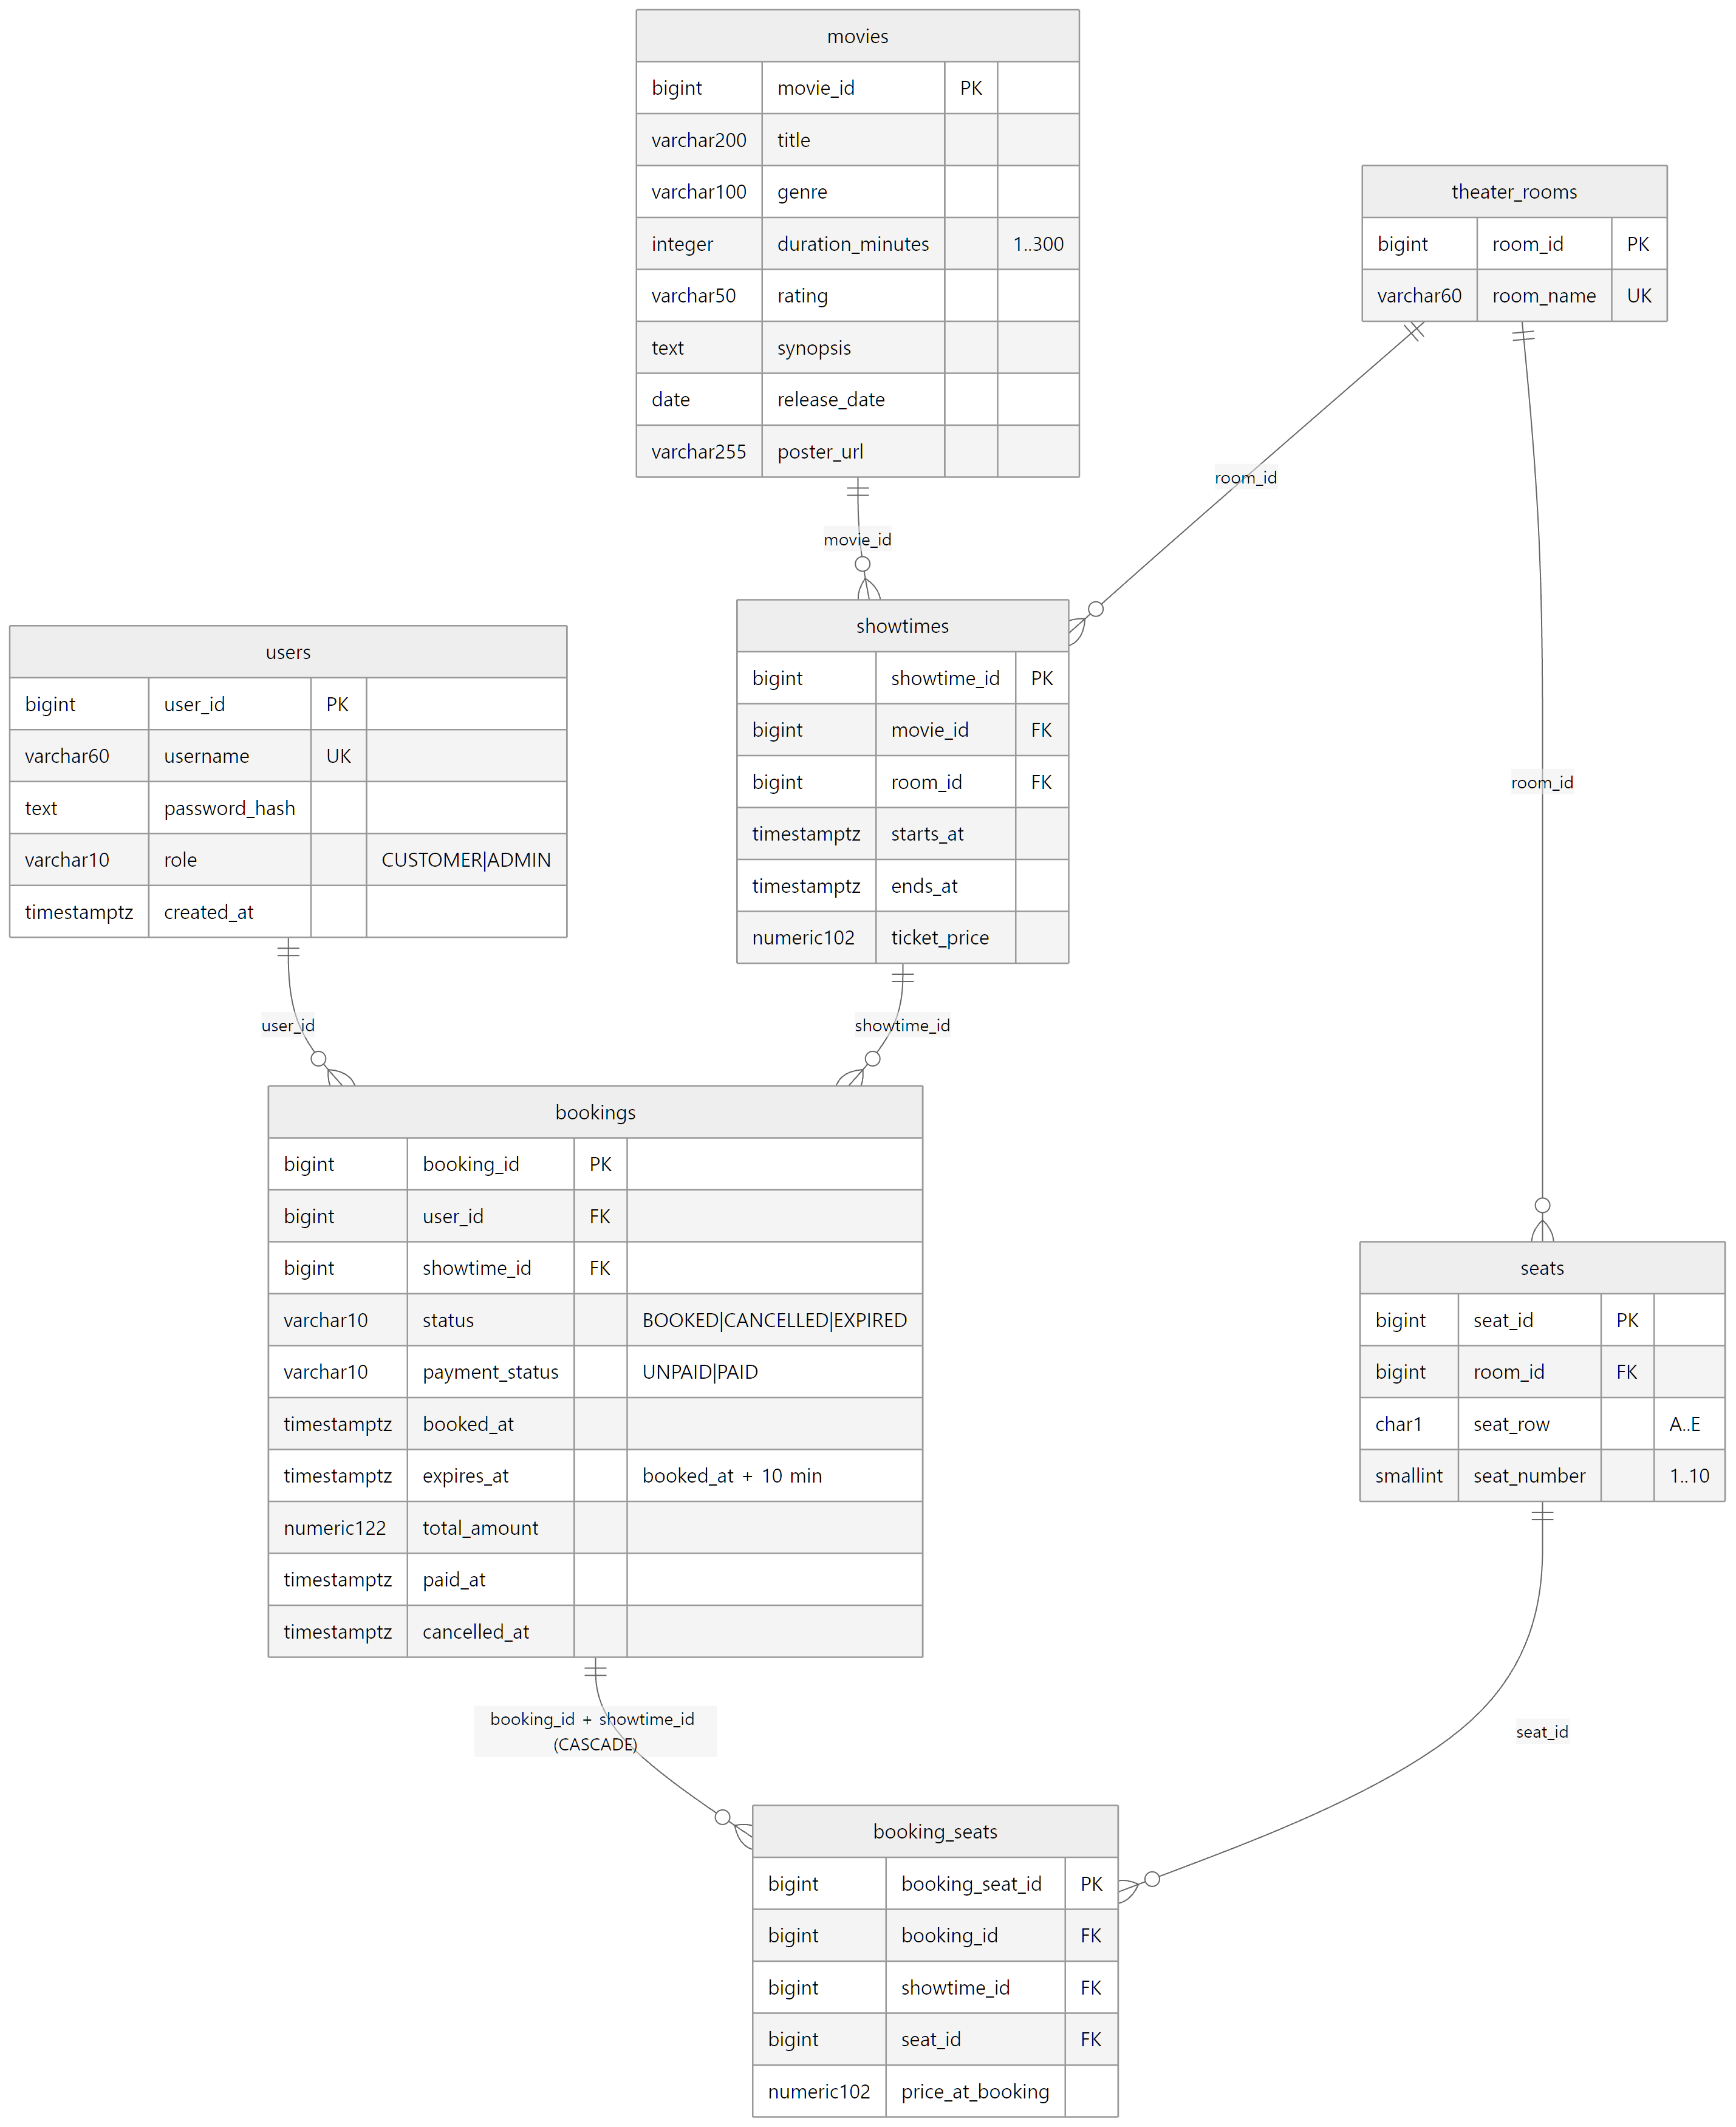 movies
bigint movie_id PK
varchar200 title
varchar100 genre
integer duration_minutes 1..300
varchar50 rating
text synopsis
date release_date
varchar255 poster_url
theater_rooms
bigint room_id PK
varchar60 room_name UK
room_id
movie_id
showtimes
bigint showtime_id PK
bigint movie_id FK
bigint room_id FK
timestamptz starts_at
timestamptz ends_at
numeric102 ticket_price
users
bigint user_id PK
varchar60 username UK
text password_hash
varchar10 role CUSTOMER|ADMIN
timestamptz created_at
room_id
user_id
showtime_id
bookings
bigint booking_id PK
bigint user_id FK
bigint showtime_id FK
varchar10 status BOOKED|CANCELLED|EXPIRED
varchar10 payment_status UNPAID|PAID
timestamptz booked_at
timestamptz expires_at booked_at + 10 min
numeric122 total_amount
timestamptz paid_at
timestamptz cancelled_at
seats
bigint seat_id PK
bigint room_id FK
char1 seat_row A..E
smallint seat_number 1..10
booking_id + showtime_id
(CASCADE)
seat_id
booking_seats
bigint booking_seat_id PK
bigint booking_id FK
bigint showtime_id FK
bigint seat_id FK
numeric102 price_at_booking